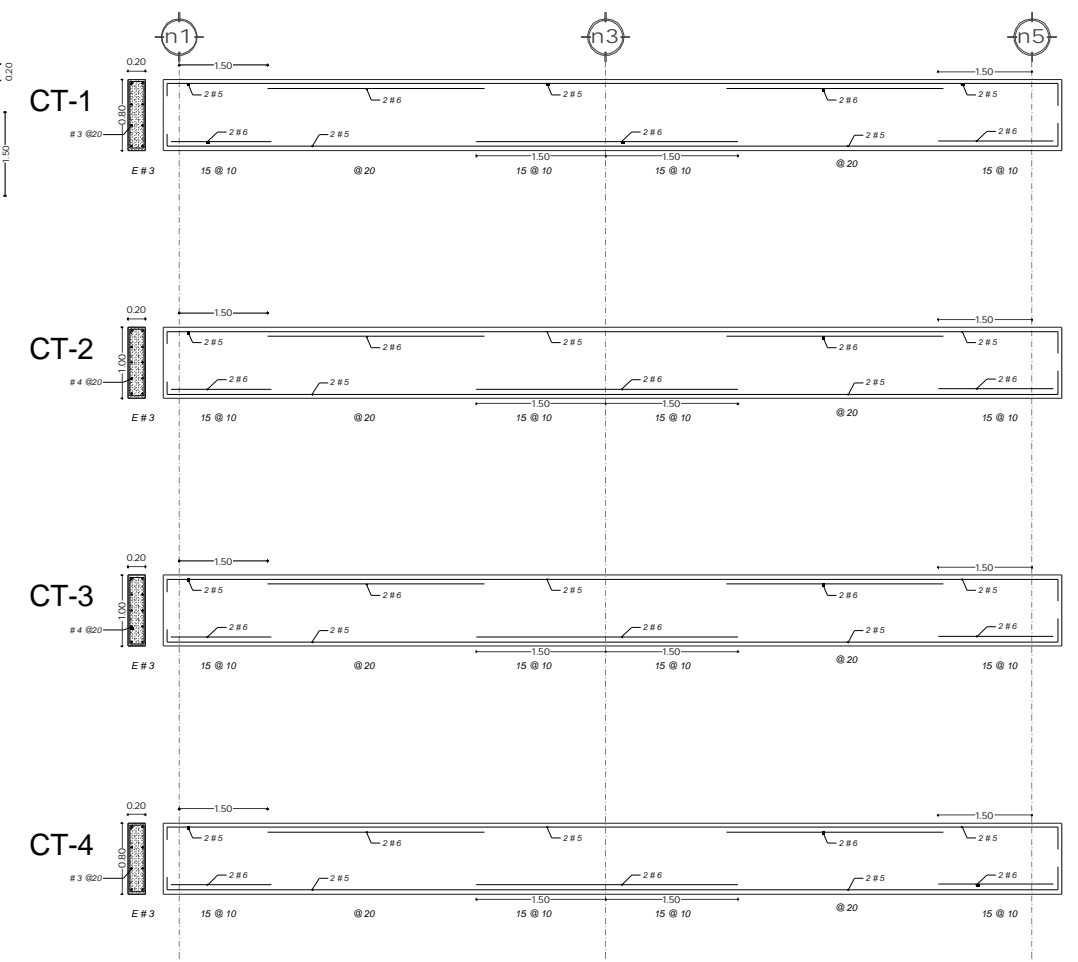 n1 n3 n5
0.20 0.20 1.50 1.50
CT-1 2 # 5 2 # 6 2 # 5 2 # 6 2 # 5
0.80
# 3 @20 2 # 6 2 # 5 2 # 6 2 # 5 2 # 6
1.50 1.50 1.50
E # 3 15 @ 10 @ 20 15 @ 10 15 @ 10 @ 20 15 @ 10
0.20 1.50 1.50
CT-2 2 # 5 2 # 6 2 # 5 2 # 6 2 # 5
1.00
# 4 @20 2 # 6 2 # 5 2 # 6 2 # 5 2 # 6
1.50 1.50
E # 3 15 @ 10 @ 20 15 @ 10 15 @ 10 @ 20 15 @ 10
0.20 1.50 1.50
CT-3 2 # 5 2 # 6 2 # 5 2 # 6 2 # 5
1.00
# 4 @20 2 # 6 2 # 5 2 # 6 2 # 5 2 # 6
1.50 1.50
E # 3 15 @ 10 @ 20 15 @ 10 15 @ 10 @ 20 15 @ 10
0.20 1.50 1.50
CT-4 2 # 5 2 # 6 2 # 5 2 # 6 2 # 5
0.80
# 3 @20 2 # 6 2 # 5 2 # 6 2 # 5 2 # 6
1.50 1.50
E # 3 15 @ 10 @ 20 15 @ 10 15 @ 10 @ 20 15 @ 10